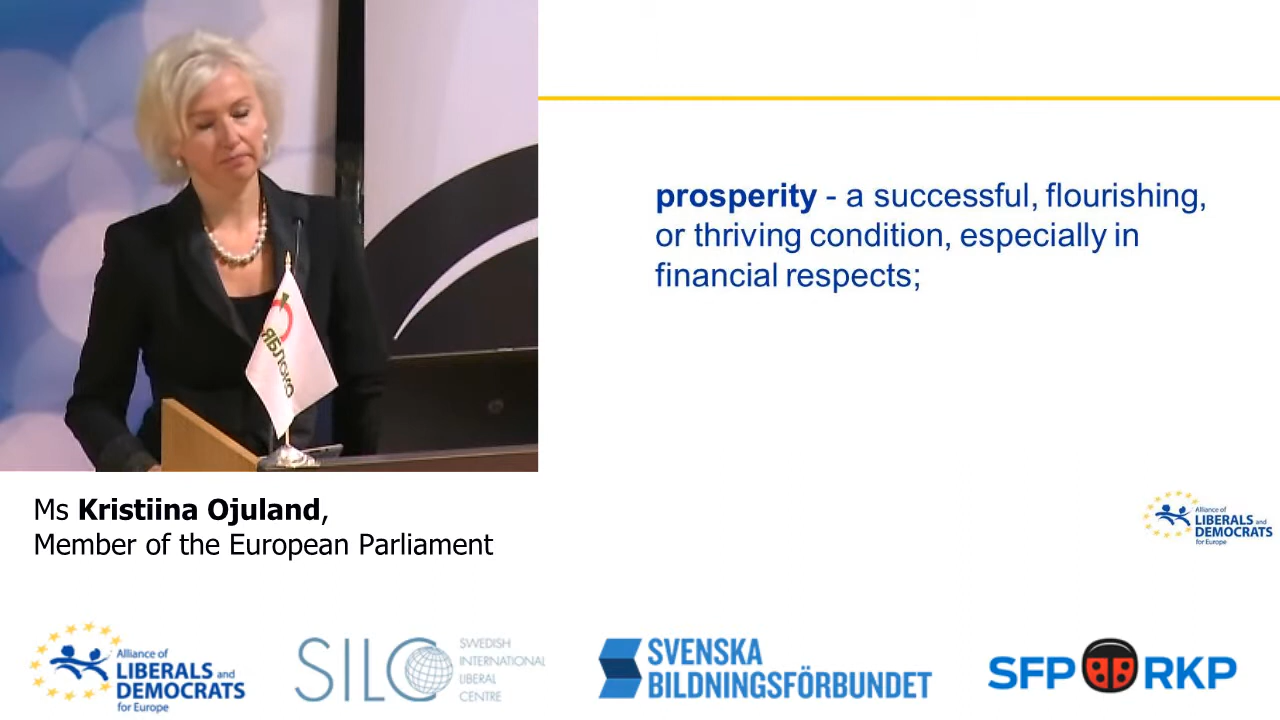 prosperity - a successful, flourishing,
or thriving condition, especially in
financial respects;
ЯБЛОКО
Ms Kristiina Ojuland,
Member of the European Parliament
Alliance of
LIBERALS and
DEMOCRATS
for Europe
Alliance of
LIBERALS and
DEMOCRATS
for Europe
SILC
SWEDISH
INTERNATIONAL
LIBERAL
CENTRE
SVENSKA
BILDNINGSFÖRBUNDET
SFP RKP